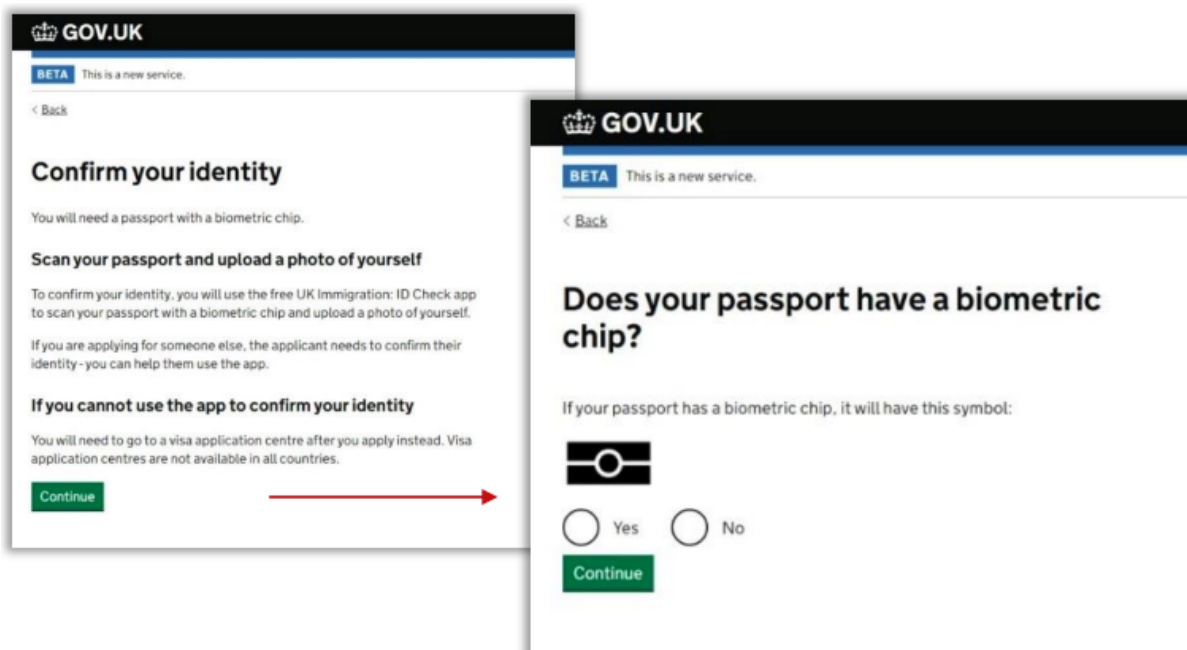 GOV.UK
BETA This is a new service.
< Back
Confirm your identity
You will need a passport with a biometric chip.
Scan your passport and upload a photo of yourself
To confirm your identity, you will use the free UK Immigration: ID Check app
to scan your passport with a biometric chip and upload a photo of yourself.
If you are applying for someone else, the applicant needs to confirm their
identity - you can help them use the app.
If you cannot use the app to confirm your identity
You will need to go to a visa application centre after you apply instead. Visa
application centres are not available in all countries.
Continue
GOV.UK
BETA This is a new service.
< Back
Does your passport have a biometric
chip?
If your passport has a biometric chip, it will have this symbol:
Yes No
Continue